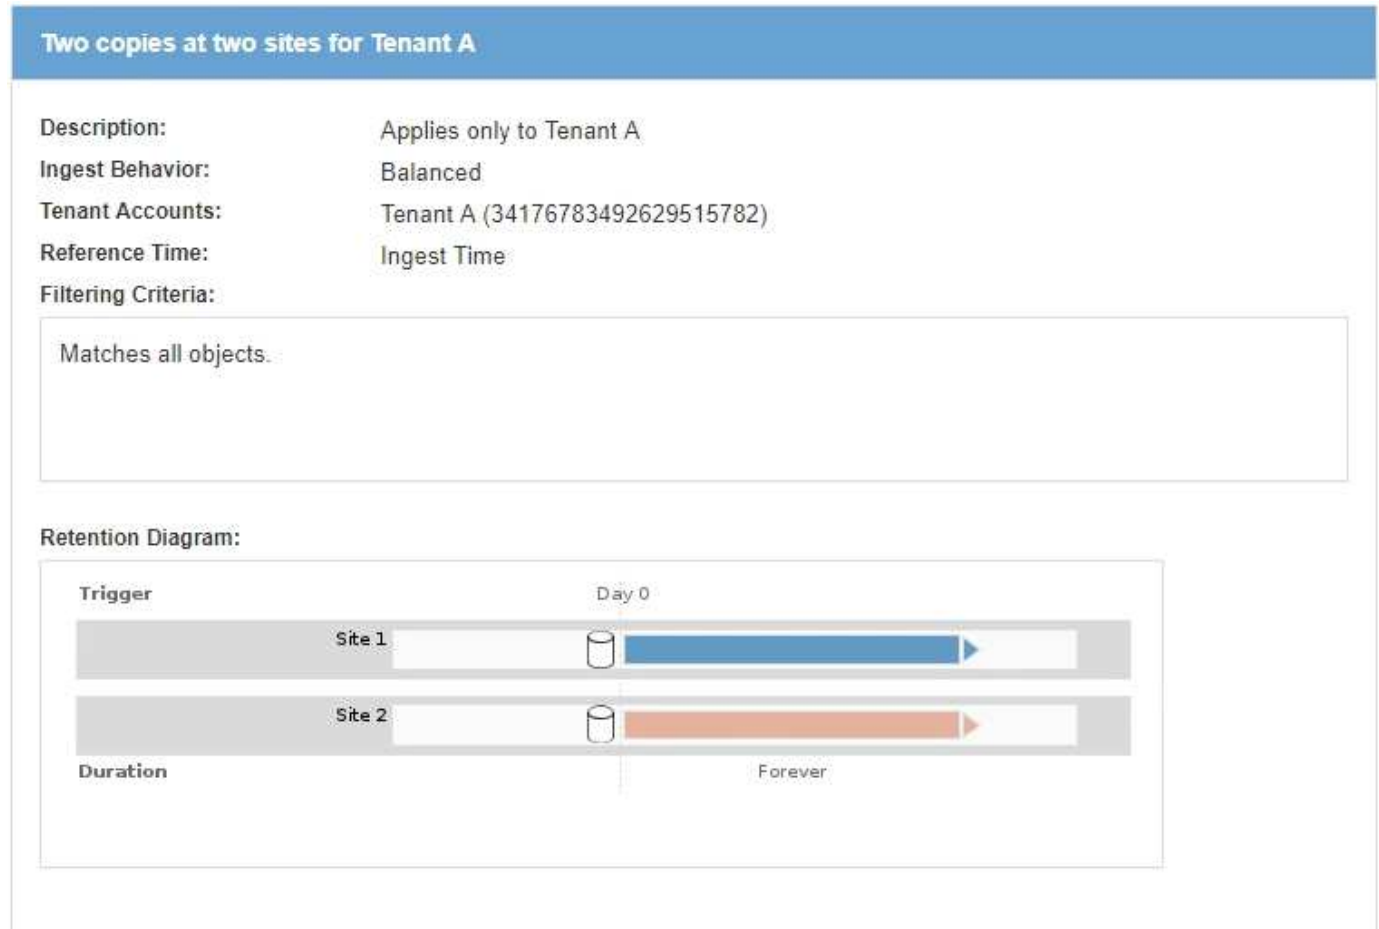 Two copies at two sites for Tenant A
Description: Applies only to Tenant A
Ingest Behavior: Balanced
Tenant Accounts: Tenant A (34176783492629515782)
Reference Time: Ingest Time
Filtering Criteria:
Matches all objects.
Retention Diagram:
Trigger Day 0
Site 1
Site 2
Duration Forever